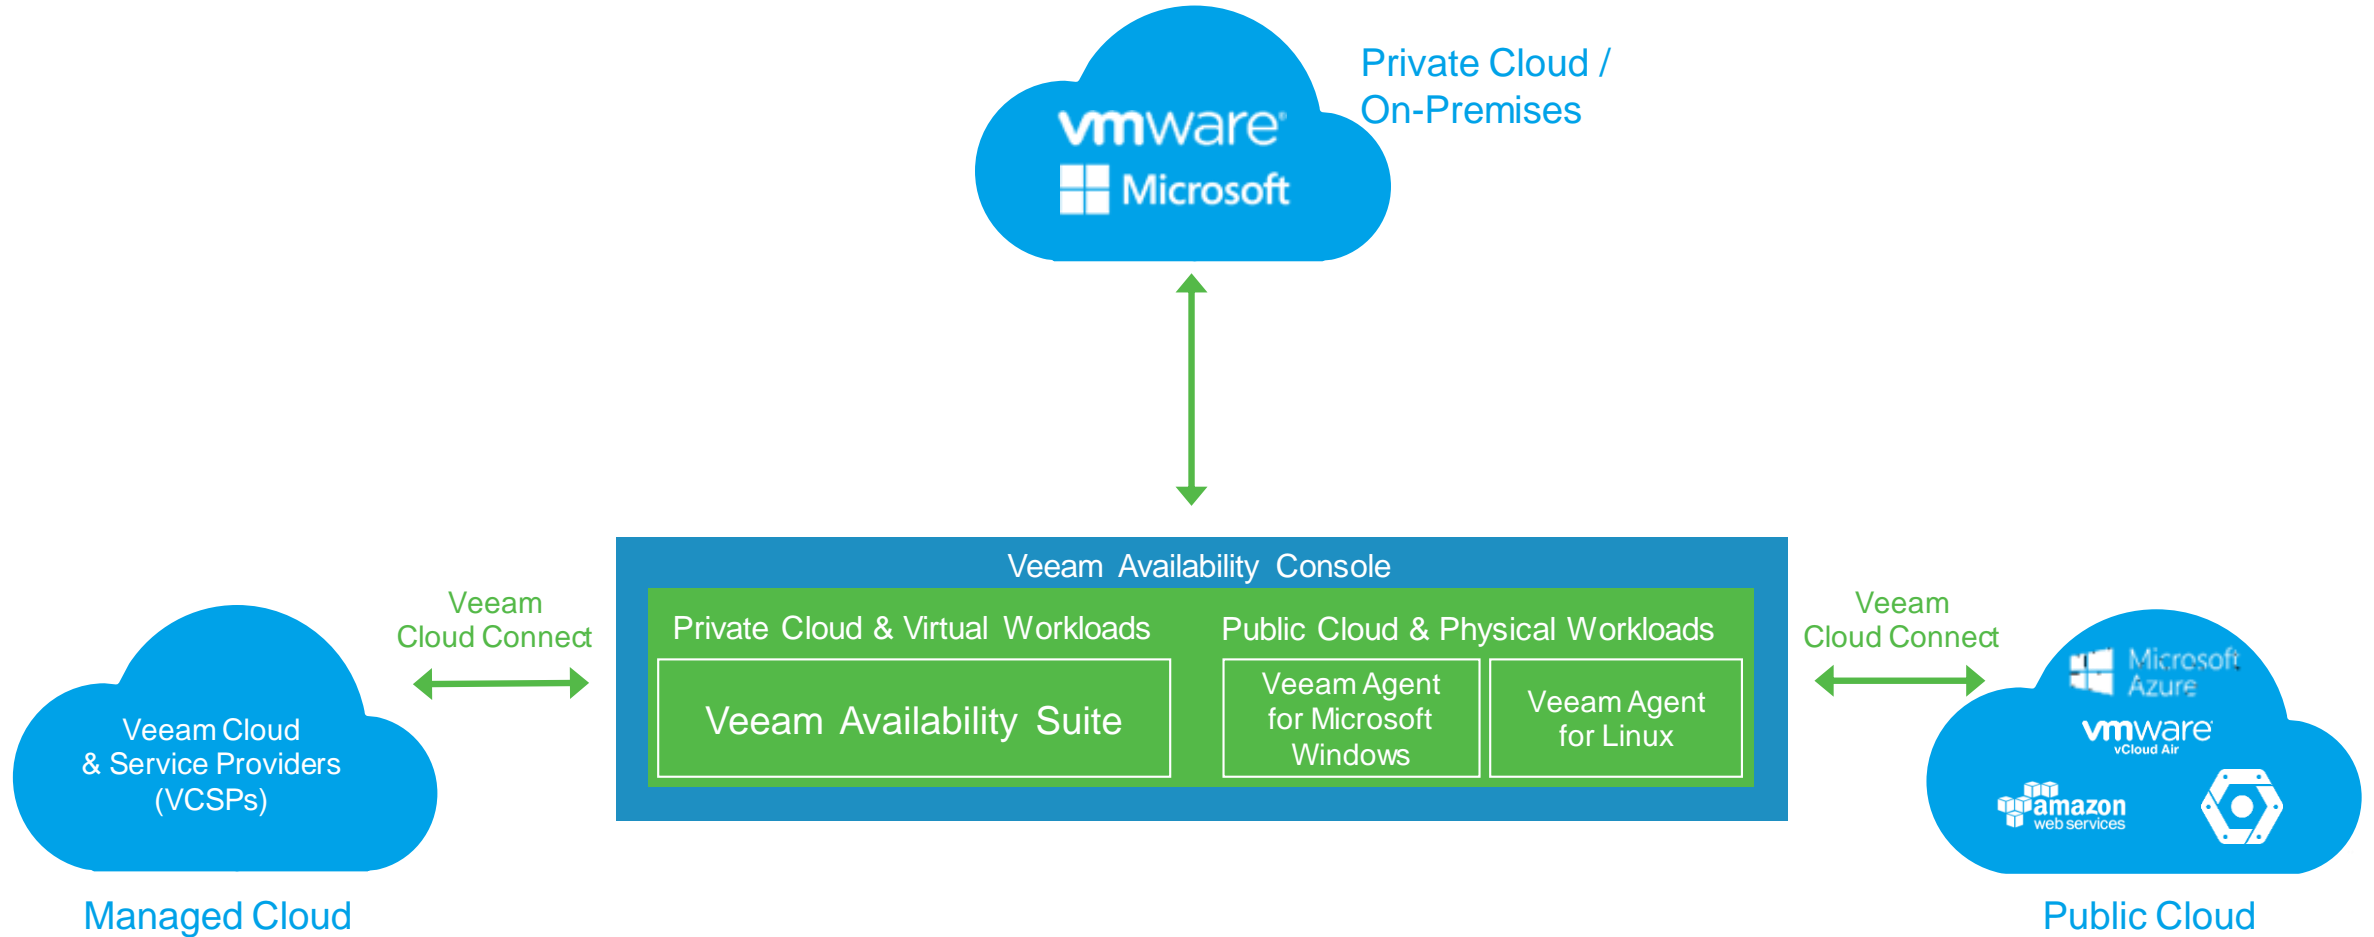 Private Cloud /
On-Premises
vmware®
Microsoft
Veeam Availability Console
Veeam
Cloud Connect
Private Cloud & Virtual Workloads
Public Cloud & Physical Workloads
Veeam
Cloud Connect
Veeam Availability Suite
Veeam Agent
for Microsoft
Windows
Veeam Agent
for Linux
Veeam Cloud
& Service Providers
(VCSPs)
Microsoft
Azure
vmware®
vCloud Air
amazon
web services
Managed Cloud
Public Cloud